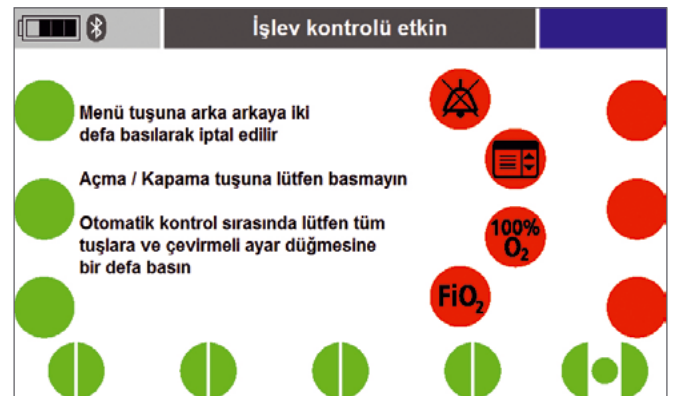 İşlev kontrolü etkin
Menü tuşuna arka arkaya iki
defa basılarak iptal edilir
Açma / Kapama tuşuna lütfen basmayın
Otomatik kontrol sırasında lütfen tüm
tuşlara ve çevirmeli ayar düğmesine
bir defa basın
100%
O₂
FiO₂